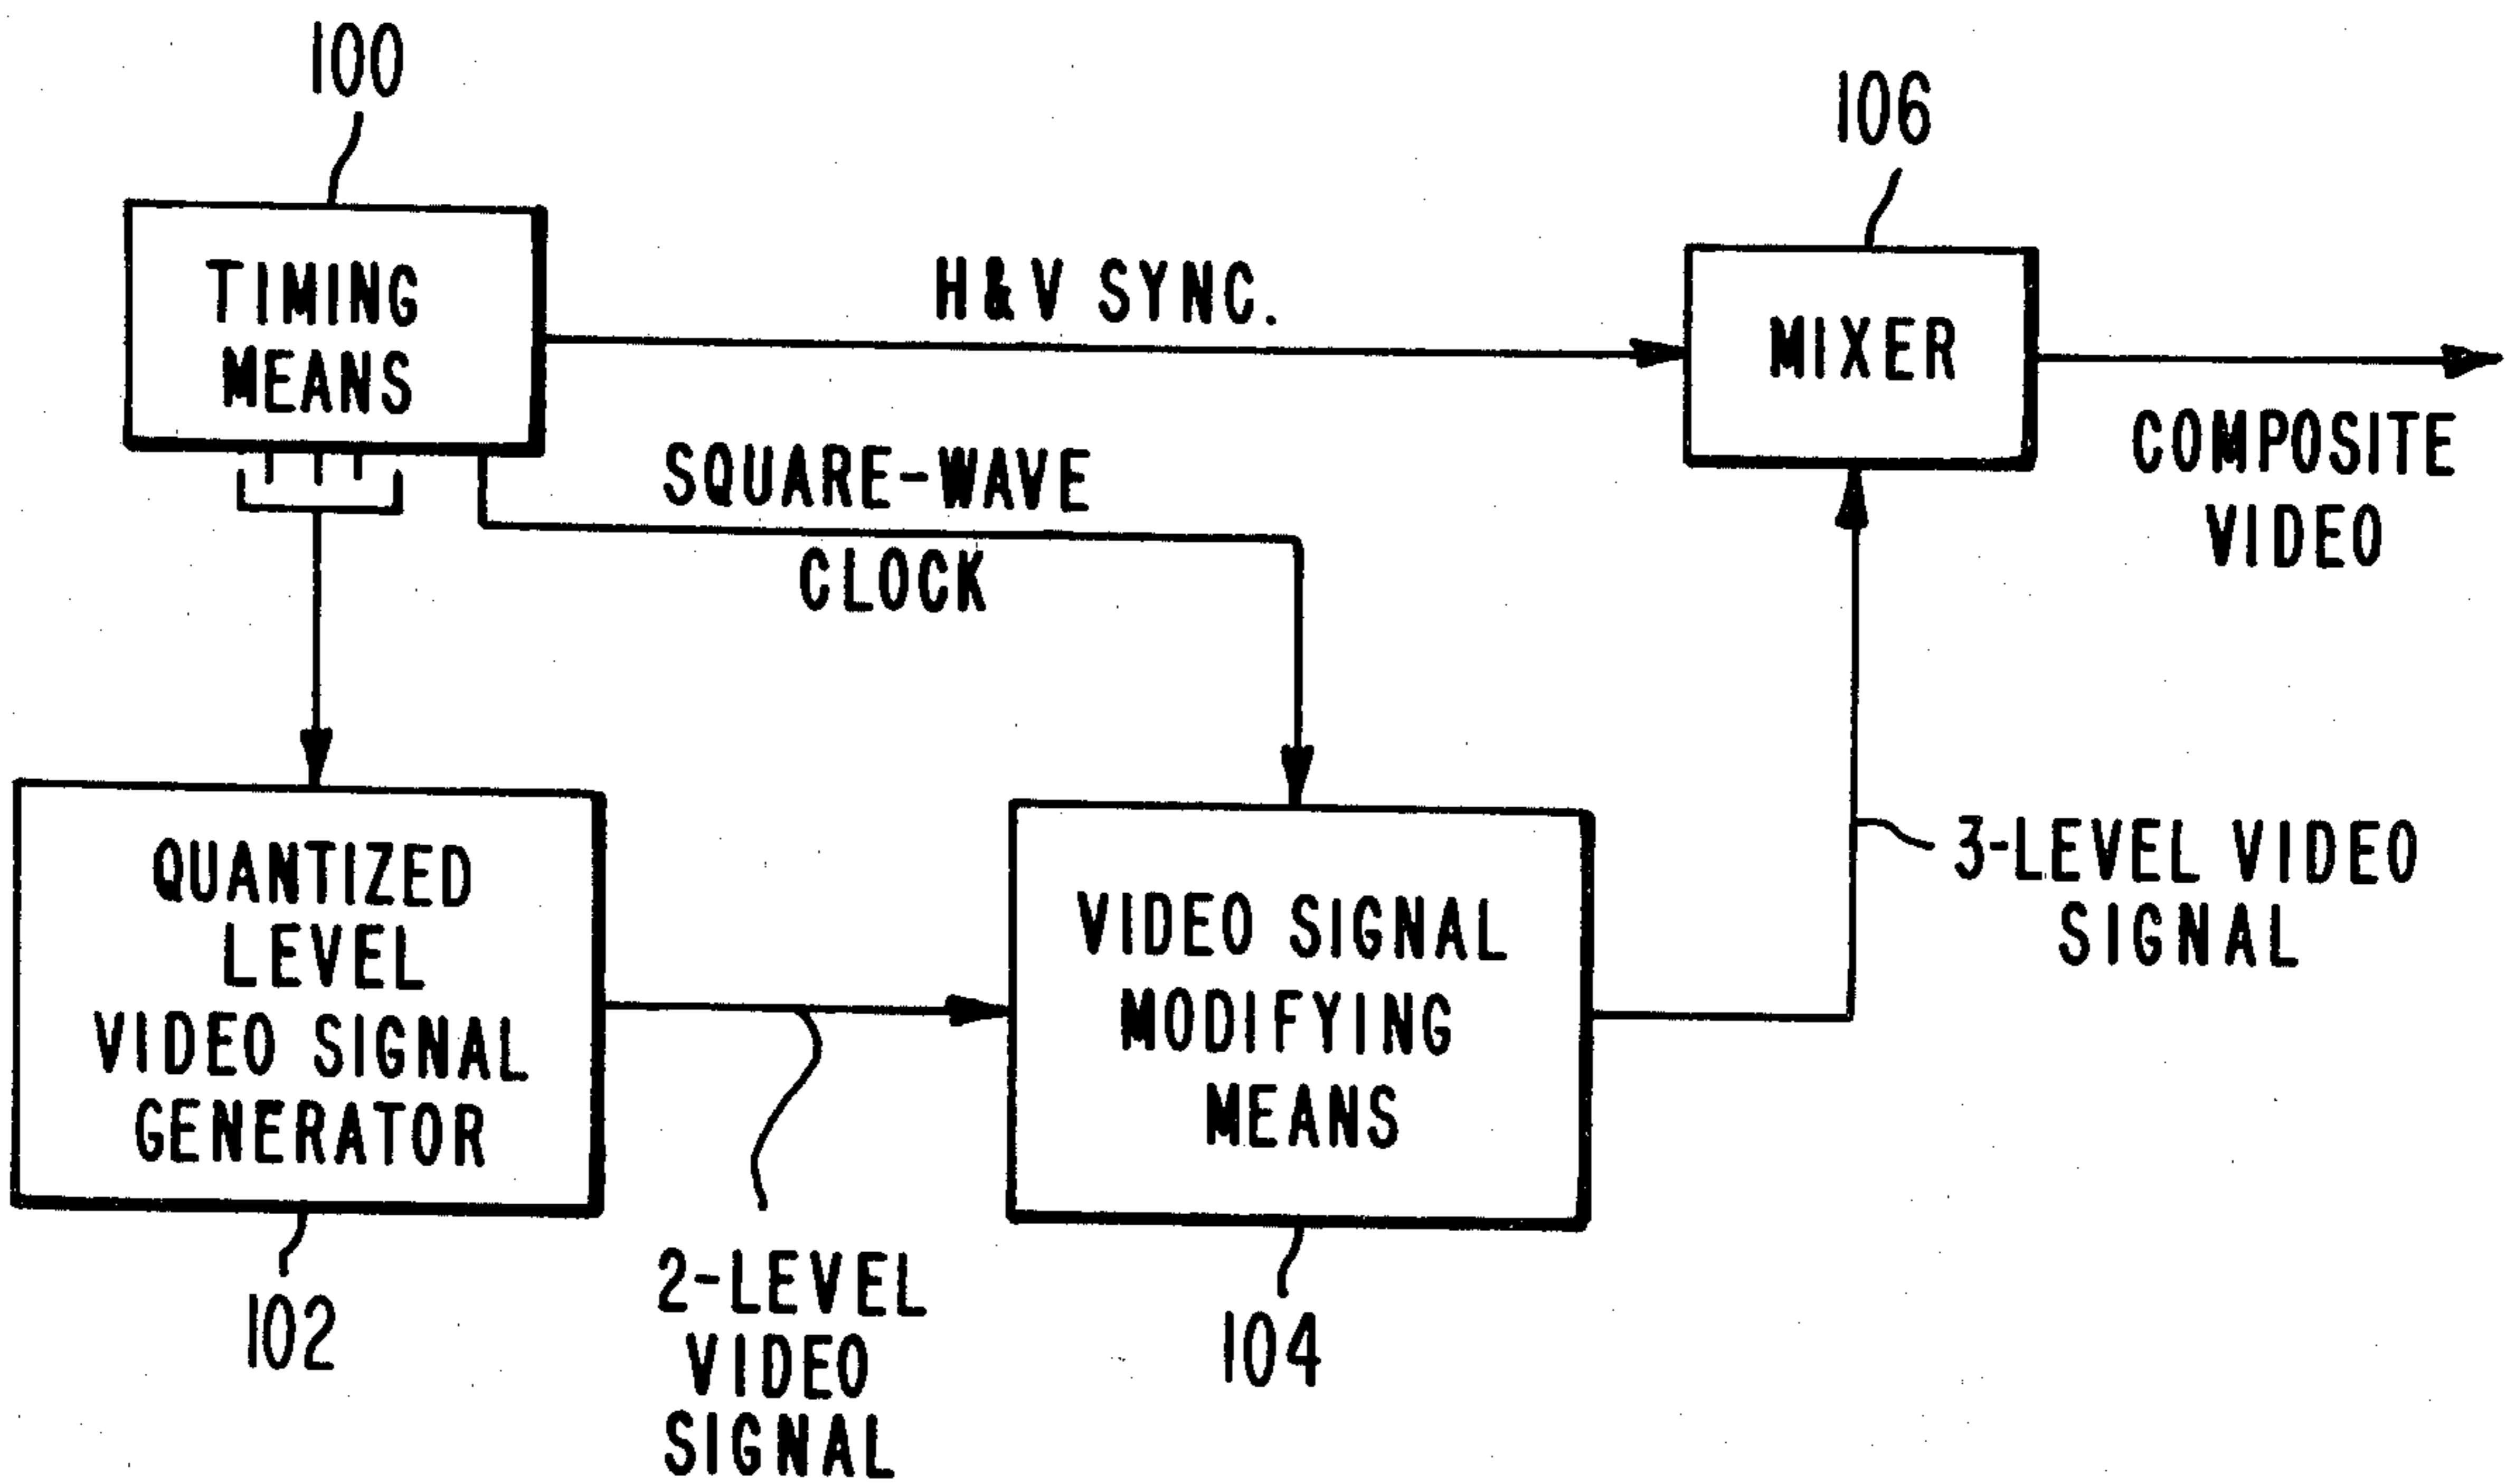 100
106
TIMING
MEANS
H&V SYNC.
MIXER
COMPOSITE
VIDEO
SQUARE-WAVE
CLOCK
QUANTIZED
LEVEL
VIDEO SIGNAL
GENERATOR
VIDEO SIGNAL
MODIFYING
MEANS
3-LEVEL VIDEO
SIGNAL
2-LEVEL
VIDEO
SIGNAL
102
104